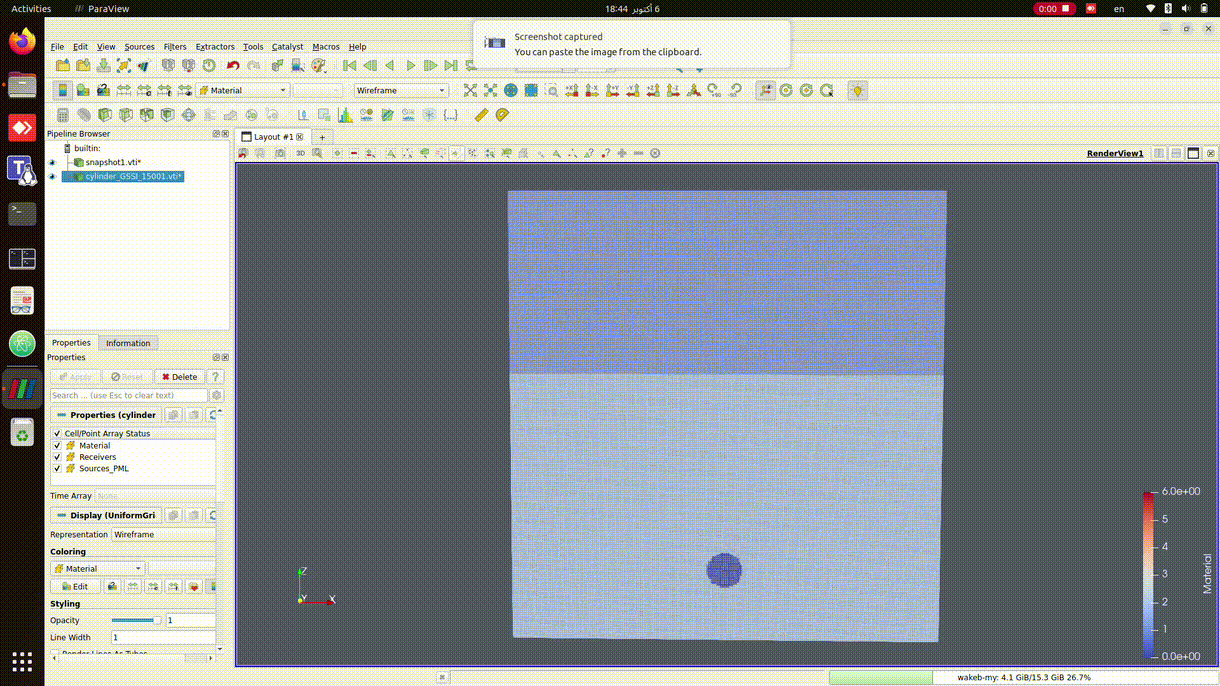 Activities
ParaView
6 أكتوبر 18:44
0:00
en
Screenshot captured
You can paste the image from the clipboard.
File Edit View Sources Filters Extractors Tools Catalyst Macros Help
Material
Wireframe
Pipeline Browser
builtin:
snapshot1.vti*
cylinder_GSSI_15001.vti*
Layout #1
+
3D
RenderView1
Properties
Information
Properties
Apply
Reset
Delete
?
Search ... (use Esc to clear text)
Properties (cylinder
Cell/Point Array Status
Material
Receivers
Sources_PML
Time Array None
Display (UniformGri
Representation Wireframe
Coloring
Material
Edit
Styling
Opacity 1
Line Width 1
Render Lines As Tubes
Z
Y
X
6.0e+00
5
4
3
2
1
0.0e+00
Material
wakeb-my: 4.1 GiB/15.3 GiB 26.7%